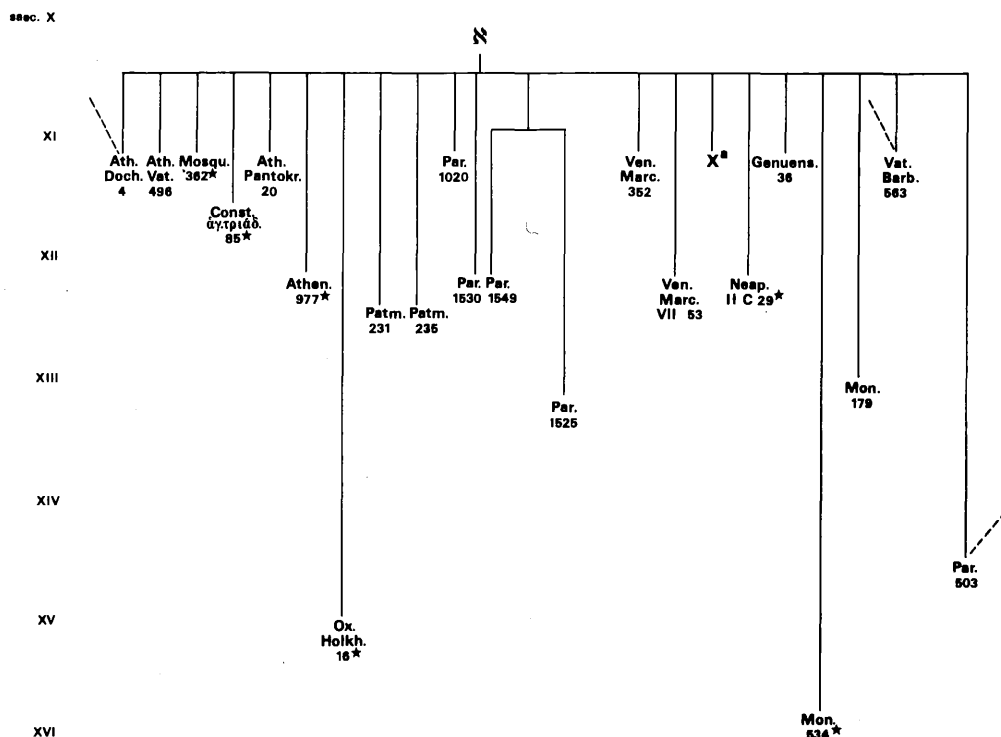 saec. X
א
XI
Ath.
Doch.
4
Ath.
Vat.
496
Mosqu.
362★
Ath.
Pantokr.
20
Par.
1020
Ven.
Marc.
352
Xª
Genuens.
36
Vat.
Barb.
563
Const.
ἁγ.τριάδ.
85★
XII
Athen.
977★
Patm.
231
Patm.
235
Par.
1530
Par.
1549
Ven.
Marc.
VII 53
Neap.
II C 29★
XIII
Par.
1525
Mon.
179
XIV
Par.
503
XV
Ox.
Holkh.
16★
XVI
Mon.
534★